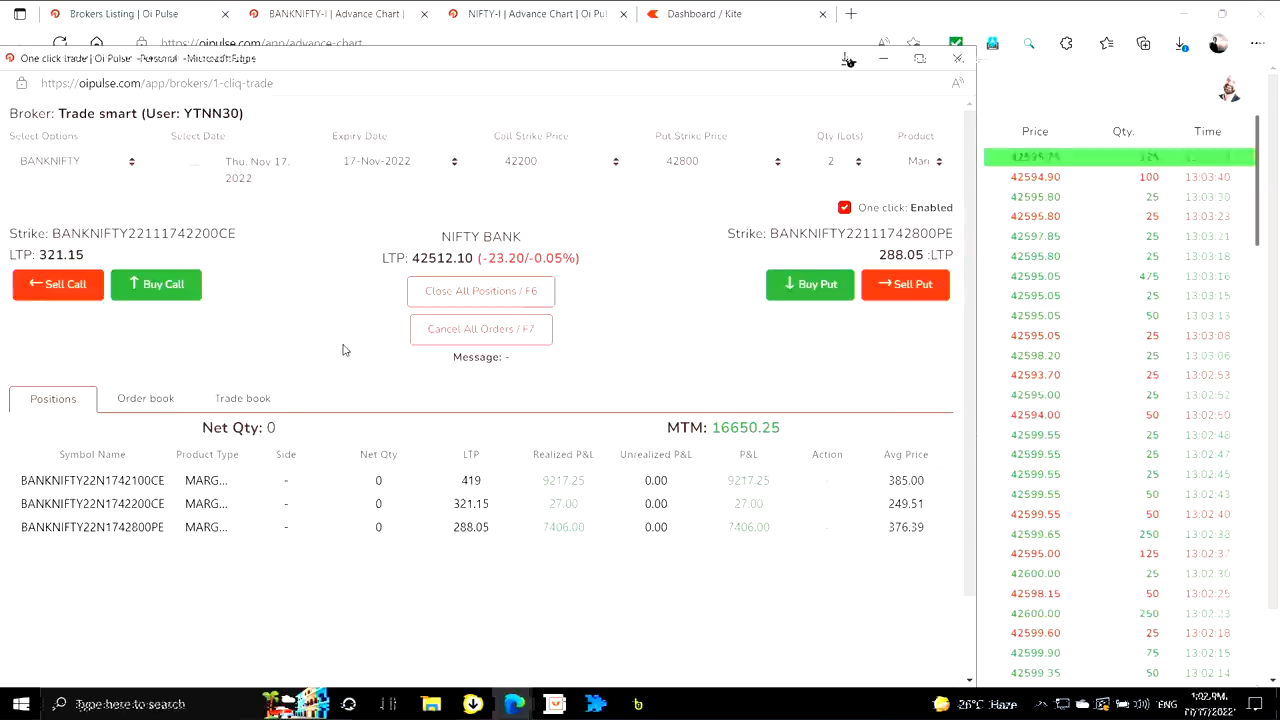 Brokers Listing | Oi Pulse
BANKNIFTY-I | Advance Chart |
NIFTY-I | Advance Chart | Oi Pul
Dashboard / Kite
https://oipulse.com/app/advance-chart
One click trade | Oi Pulse - Personal - Microsoft Edge
https://oipulse.com/app/brokers/1-cliq-trade
Broker: Trade smart (User: YTNN30)
Select Options Select Date Expiry Date Call Strike Price Put Strike Price Qty (Lots) Product
BANKNIFTY Thu, Nov 17, 2022 17-Nov-2022 42200 42800 2 Mar
One click: Enabled
Strike: BANKNIFTY22111742200CE
LTP: 321.15
← Sell Call ↑ Buy Call
NIFTY BANK
LTP: 42512.10 (-23.20/-0.05%)
Close All Positions / F6
Cancel All Orders / F7
Message: -
Strike: BANKNIFTY22111742800PE
288.05 :LTP
↓ Buy Put → Sell Put
Positions Order book Trade book
Net Qty: 0 MTM: 16650.25
Symbol Name Product Type Side Net Qty LTP Realized P&L Unrealized P&L P&L Action Avg Price
BANKNIFTY22N1742100CE MARG... - 0 419 9217.25 0.00 9217.25 - 385.00
BANKNIFTY22N1742200CE MARG... - 0 321.15 27.00 0.00 27.00 - 249.51
BANKNIFTY22N1742800PE MARG... - 0 288.05 7406.00 0.00 7406.00 - 376.39
Price Qty. Time
42594.90 100 13:03:40
42595.80 25 13:03:30
42595.80 25 13:03:23
42597.85 25 13:03:21
42595.80 25 13:03:18
42595.05 475 13:03:16
42595.05 25 13:03:15
42595.05 50 13:03:13
42595.05 25 13:03:08
42598.20 25 13:03:06
42593.70 25 13:02:53
42595.00 25 13:02:52
42594.00 50 13:02:50
42599.55 25 13:02:48
42599.55 25 13:02:47
42599.55 25 13:02:45
42599.55 50 13:02:43
42599.55 50 13:02:40
42599.65 250 13:02:38
42595.00 125 13:02:37
42600.00 25 13:02:30
42598.15 50 13:02:25
42600.00 250 13:02:23
42599.60 25 13:02:18
42599.90 75 13:02:15
42599.35 50 13:02:14
Type here to search
26°C Haze
ENG
1:02 PM
11/17/2022